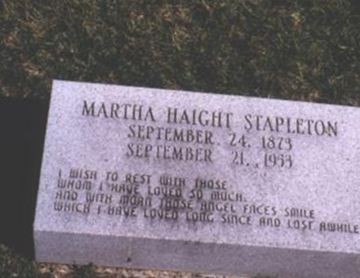 MARTHA HAIGHT STAPLETON
SEPTEMBER 24, 1873
SEPTEMBER 21, 1953
I WISH TO REST WITH THOSE
WHOM I HAVE LOVED SO MUCH.
AND WITH MORN THOSE ANGEL FACES SMILE
WHICH I HAVE LOVED LONG SINCE AND LOST AWHILE